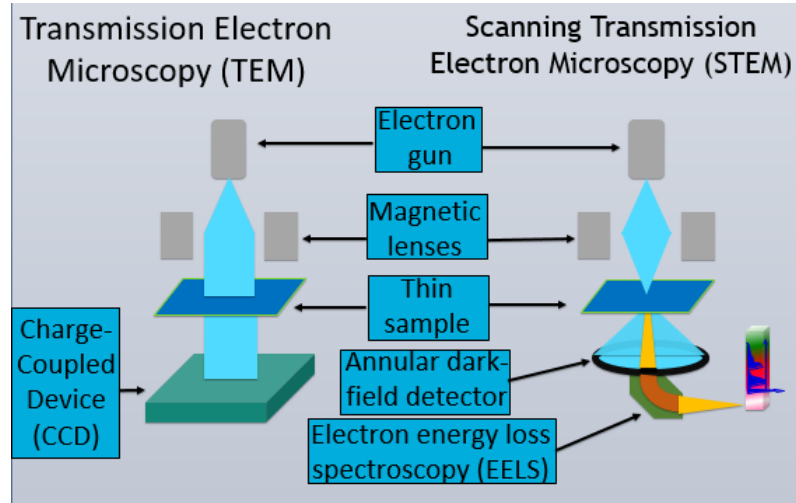 Transmission Electron
Microscopy (TEM)
Scanning Transmission
Electron Microscopy (STEM)
Electron
gun
Magnetic
lenses
Thin
sample
Charge-
Coupled
Device
(CCD)
Annular dark-
field detector
Electron energy loss
spectroscopy (EELS)